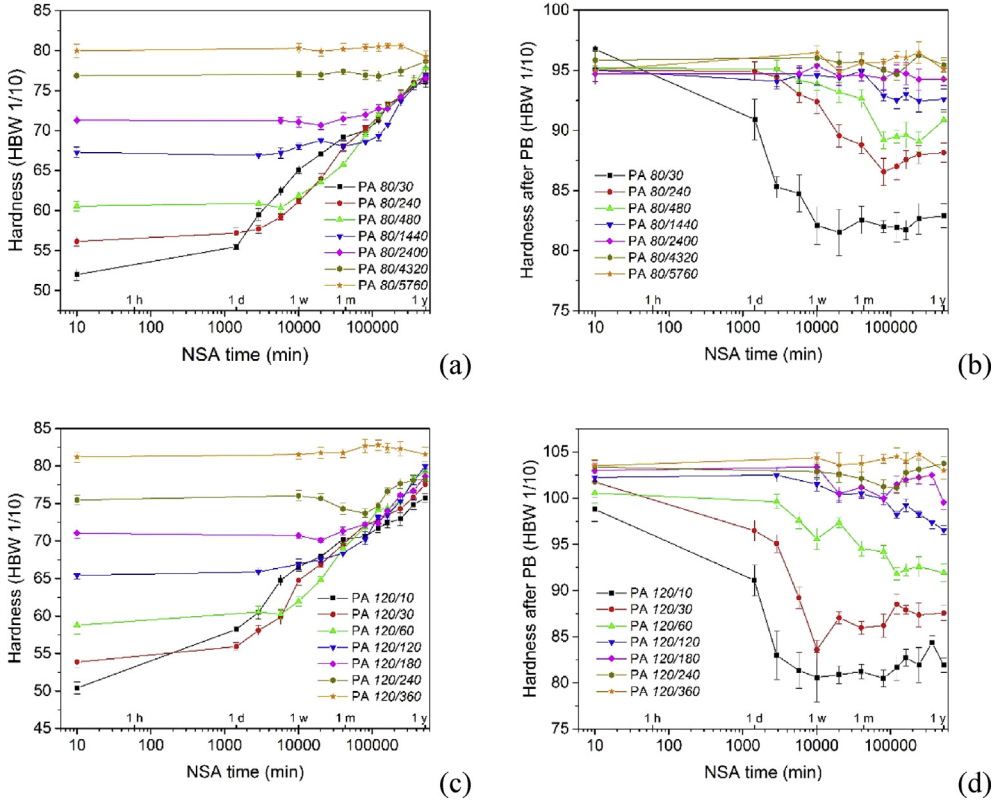 85
80
75
70
65
60
55
50
Hardness (HBW 1/10)
PA 80/30
PA 80/240
PA 80/480
PA 80/1440
PA 80/2400
PA 80/4320
PA 80/5760
1 h
1 d
1 w
1 m
1 y
10 100 1000 10000 100000
NSA time (min)
(a)
100
95
90
85
80
75
Hardness after PB (HBW 1/10)
PA 80/30
PA 80/240
PA 80/480
PA 80/1440
PA 80/2400
PA 80/4320
PA 80/5760
1 h
1 d
1 w
1 m
1 y
10 100 1000 10000 100000
NSA time (min)
(b)
85
80
75
70
65
60
55
50
45
Hardness (HBW 1/10)
PA 120/10
PA 120/30
PA 120/60
PA 120/120
PA 120/180
PA 120/240
PA 120/360
1 h
1 d
1 w
1 m
1 y
10 100 1000 10000 100000
NSA time (min)
(c)
105
100
95
90
85
80
75
Hardness after PB (HBW 1/10)
PA 120/10
PA 120/30
PA 120/60
PA 120/120
PA 120/180
PA 120/240
PA 120/360
1 h
1 d
1 w
1 m
1 y
10 100 1000 10000 100000
NSA time (min)
(d)